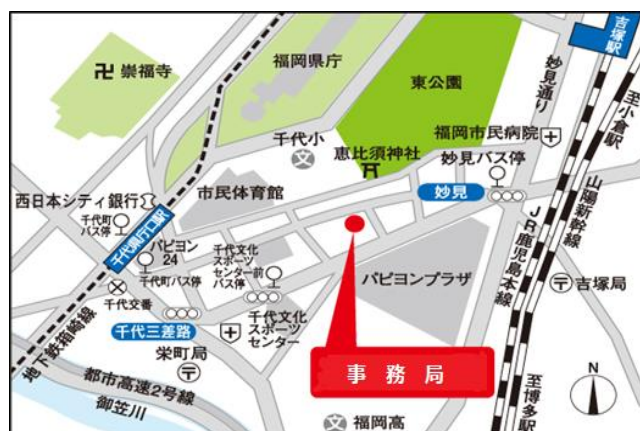 吉塚駅
卍 崇福寺
福岡県庁
東公園
妙見通り
至小倉駅
千代小
文
福岡市民病院
恵比須神社
妙見バス停
山陽新幹線
市民体育館
妙見
西日本シティ銀行
千代町
バス停
千代県庁口駅
パピヨン
24
千代町バス停
千代文化
スポーツ
センター前
バス停
パピヨンプラザ
JR鹿児島本線
吉塚局
千代交番
千代三差路
千代文化
スポーツ
センター
地下鉄箱崎線
栄町局
事務局
都市高速2号線
御笠川
文
福岡高
至博多駅
N